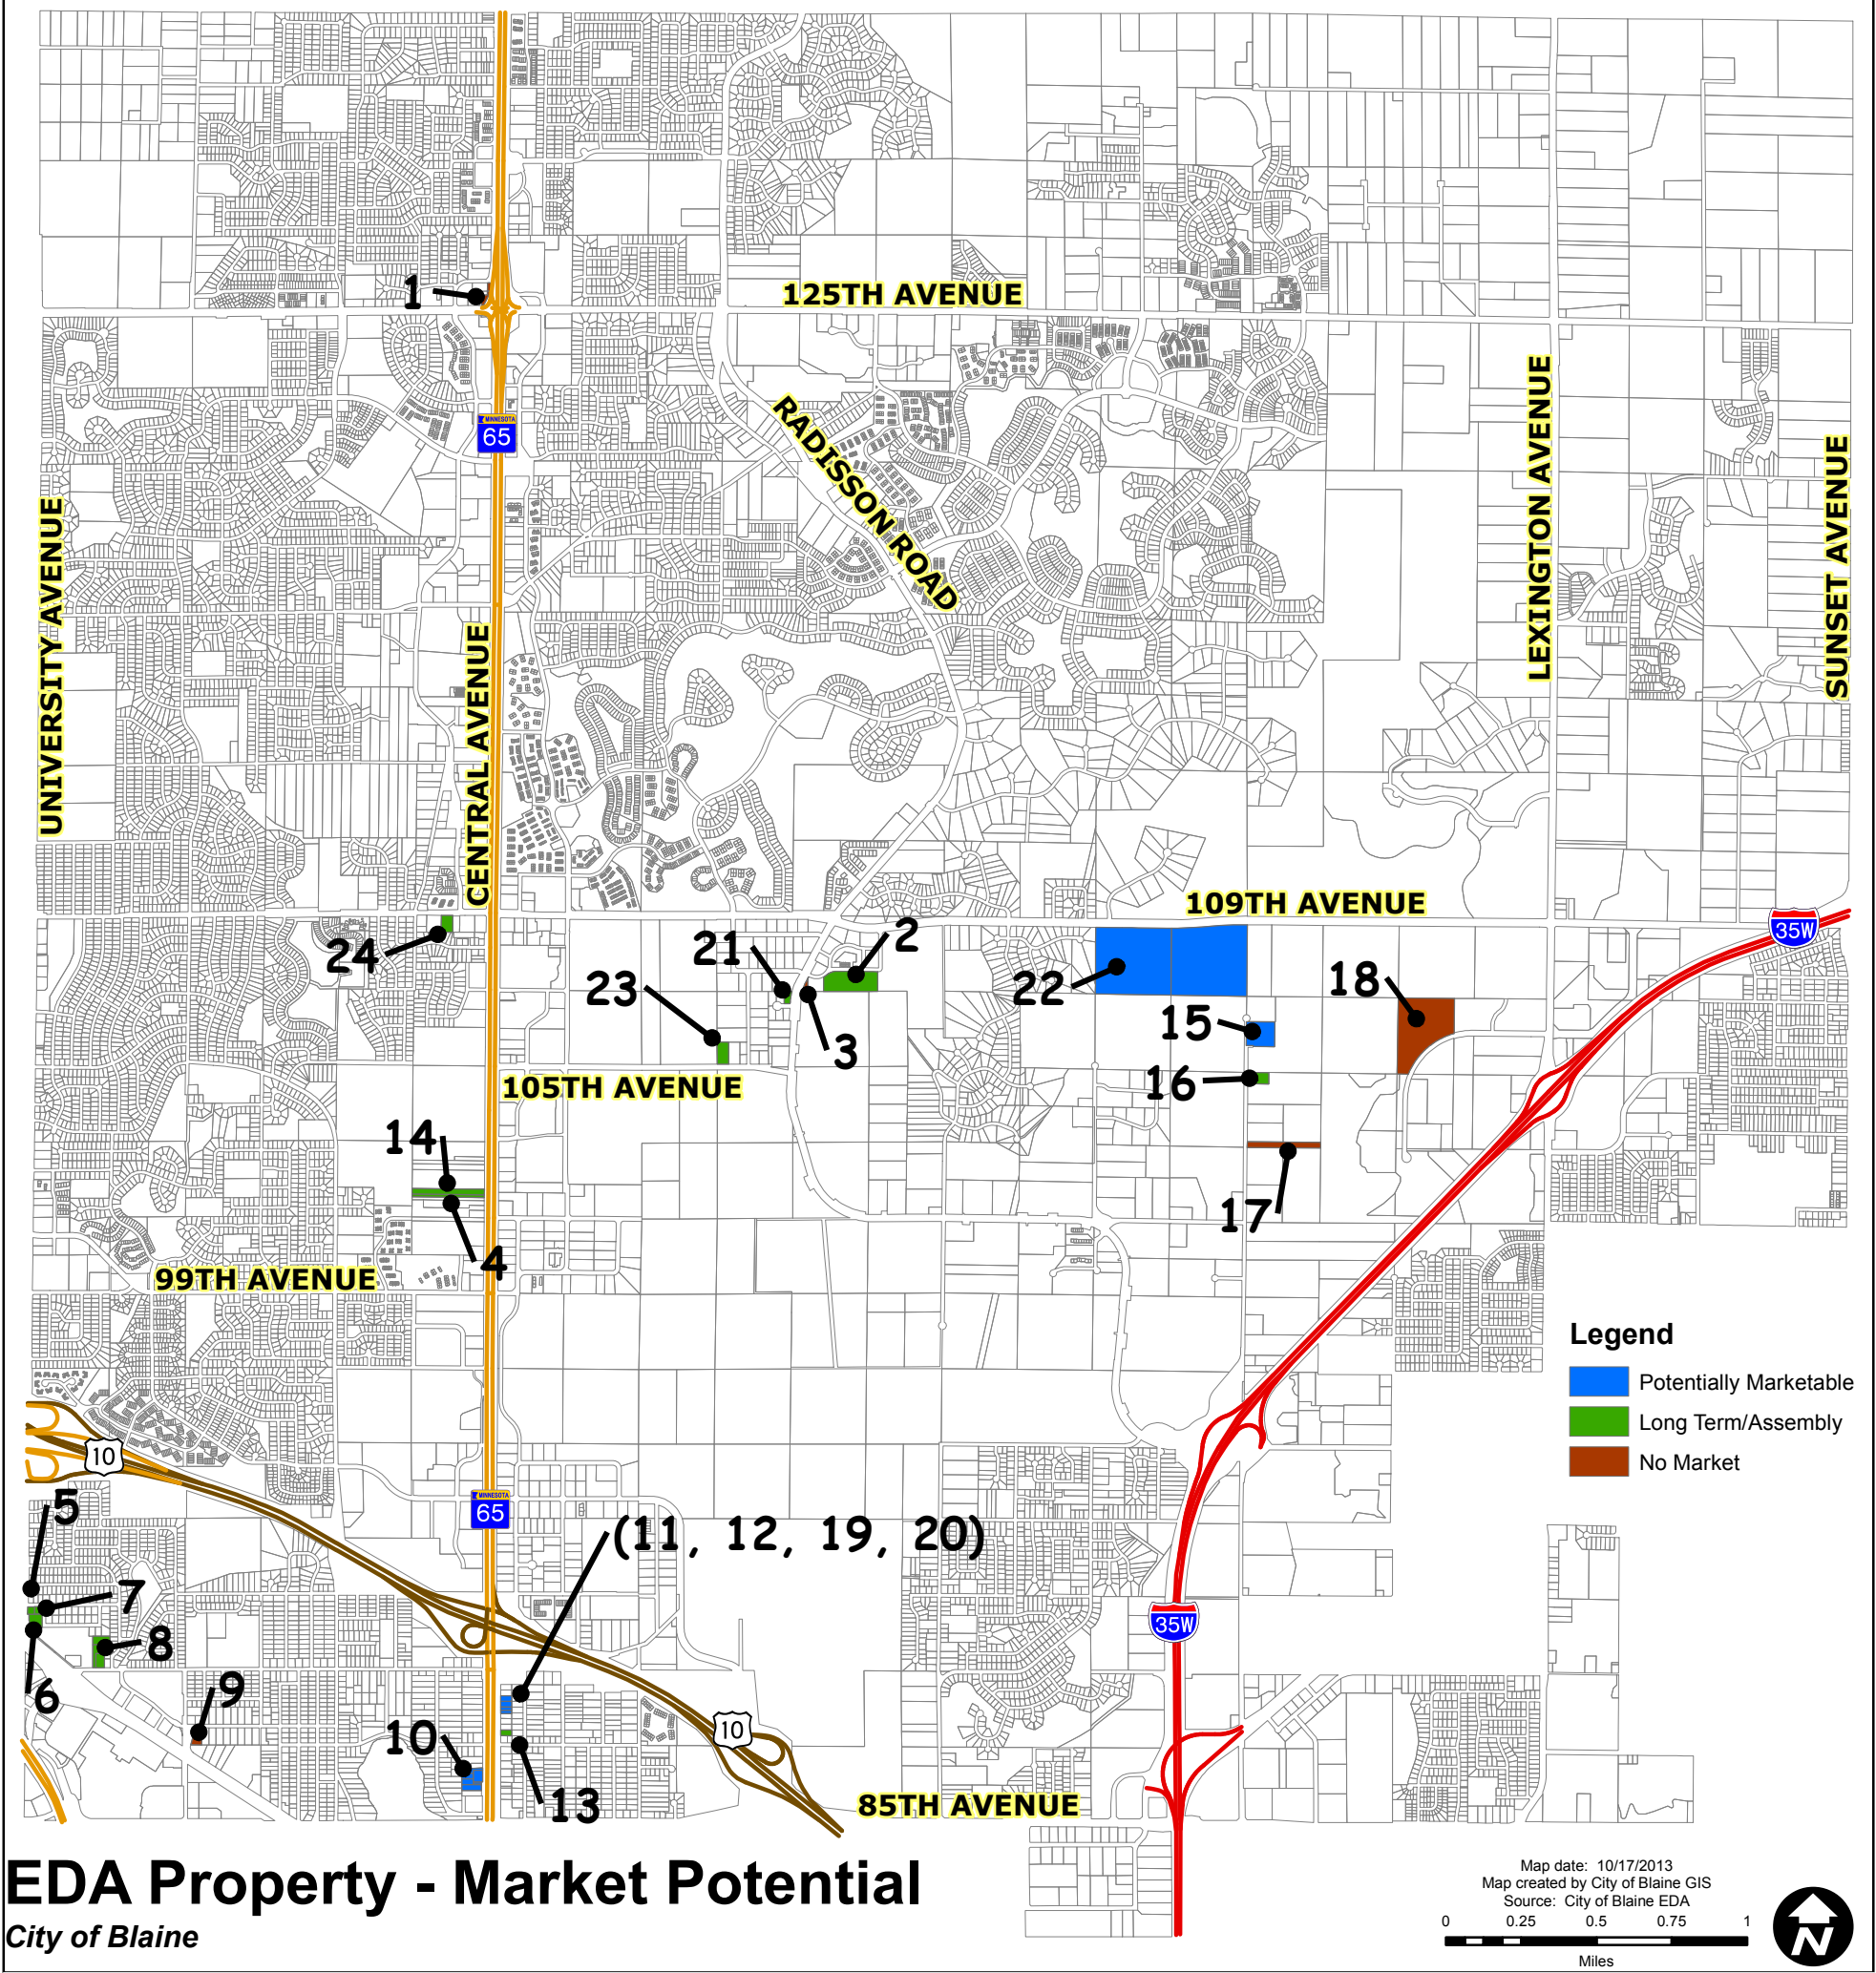 1
125TH AVENUE
MINNESOTA
65
RADISSON ROAD
LEXINGTON AVENUE
SUNSET AVENUE
UNIVERSITY AVENUE
CENTRAL AVENUE
109TH AVENUE
35W
24
21
2
23
22
18
3
15
16
105TH AVENUE
14
17
4
99TH AVENUE
Legend
Potentially Marketable
Long Term/Assembly
No Market
10
5
MINNESOTA
65
(11, 12, 19, 20)
7
8
35W
6
9
10
10
13
85TH AVENUE
EDA Property - Market Potential
City of Blaine
Map date: 10/17/2013
Map created by City of Blaine GIS
Source: City of Blaine EDA
0 0.25 0.5 0.75 1
Miles
N